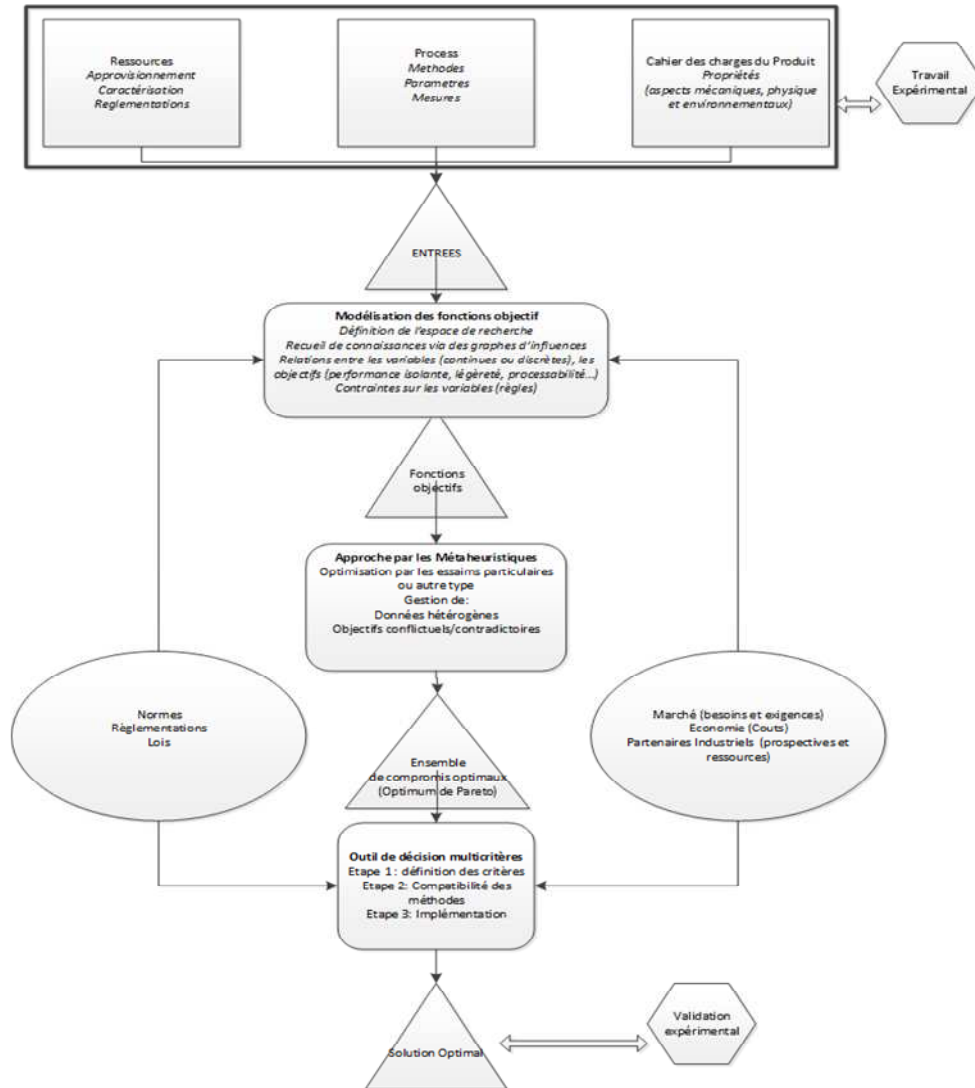 Ressources
Approvisionnement
Caractérisation
Reglementations
Process
Methodes
Parametres
Mesures
Cahier des charges du Produit
Propriétés
(aspects mécaniques, physique
et environnementaux)
Travail
Expérimental
ENTREES
Modélisation des fonctions objectif
Définition de l'espace de recherche
Recueil de connaissances via des graphes d'influences
Relations entre les variables (continues ou discrètes), les
objectifs (performance isolante, légèreté, processabilité...)
Contraintes sur les variables (règles)
Fonctions
objectifs
Approche par les Métaheuristiques
Optimisation par les essaims particulaires
ou autre type
Gestion de:
Données hétérogènes
Objectifs conflictuels/contradictoires
Normes
Règlementations
Lois
Marché (besoins et exigences)
Economie (Couts)
Partenaires Industriels (prospectives et
ressources)
Ensemble
de compromis optimaux
(Optimum de Pareto)
Outil de décision multicritères
Etape 1 : définition des critères
Etape 2: Compatibilité des
méthodes
Etape 3: Implémentation
Validation
expérimental
Solution Optimal